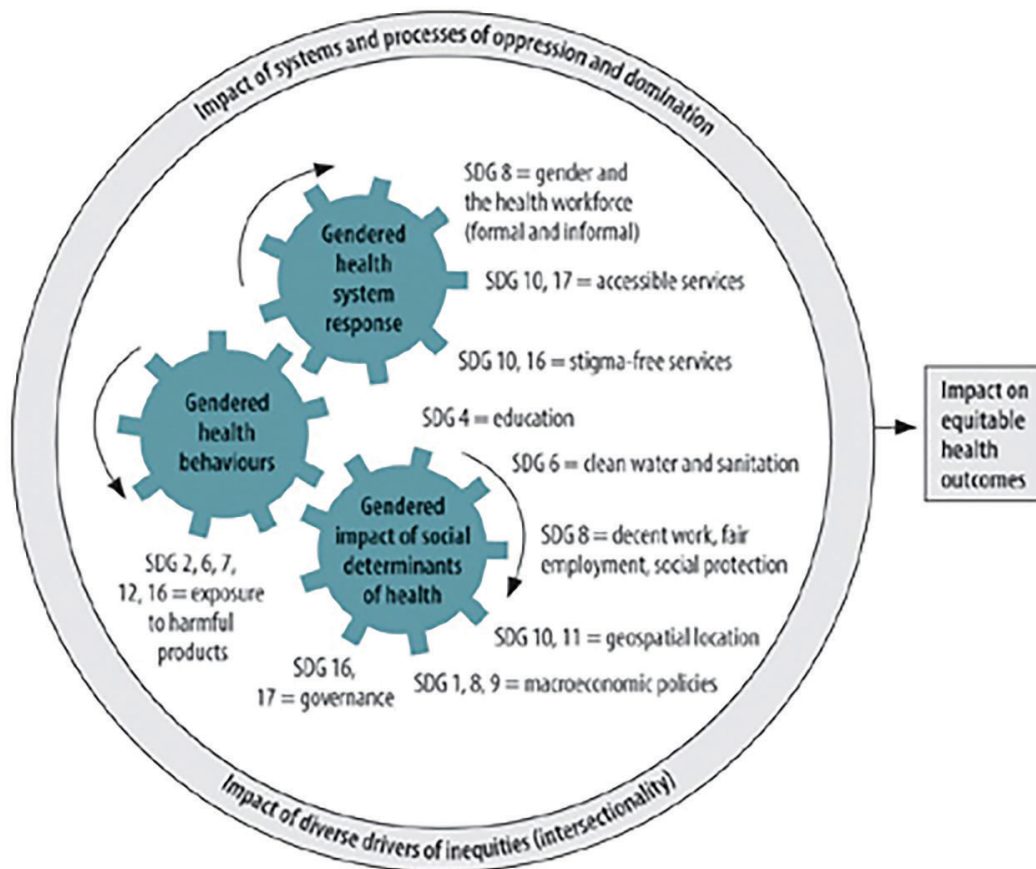 Impact of systems and processes of oppression and domination
SDG 8 = gender and
the health workforce
(formal and informal)
Gendered
health
system
response
SDG 10, 17 = accessible services
SDG 10, 16 = stigma-free services
Gendered
health
behaviours
SDG 4 = education
SDG 6 = clean water and sanitation
Gendered
impact of social
determinants
of health
SDG 8 = decent work, fair
employment, social protection
SDG 2, 6, 7,
12, 16 = exposure
to harmful
products
SDG 10, 11 = geospatial location
SDG 16,
17 = governance
SDG 1, 8, 9 = macroeconomic policies
Impact of diverse drivers of inequities (intersectionality)
Impact on
equitable
health
outcomes